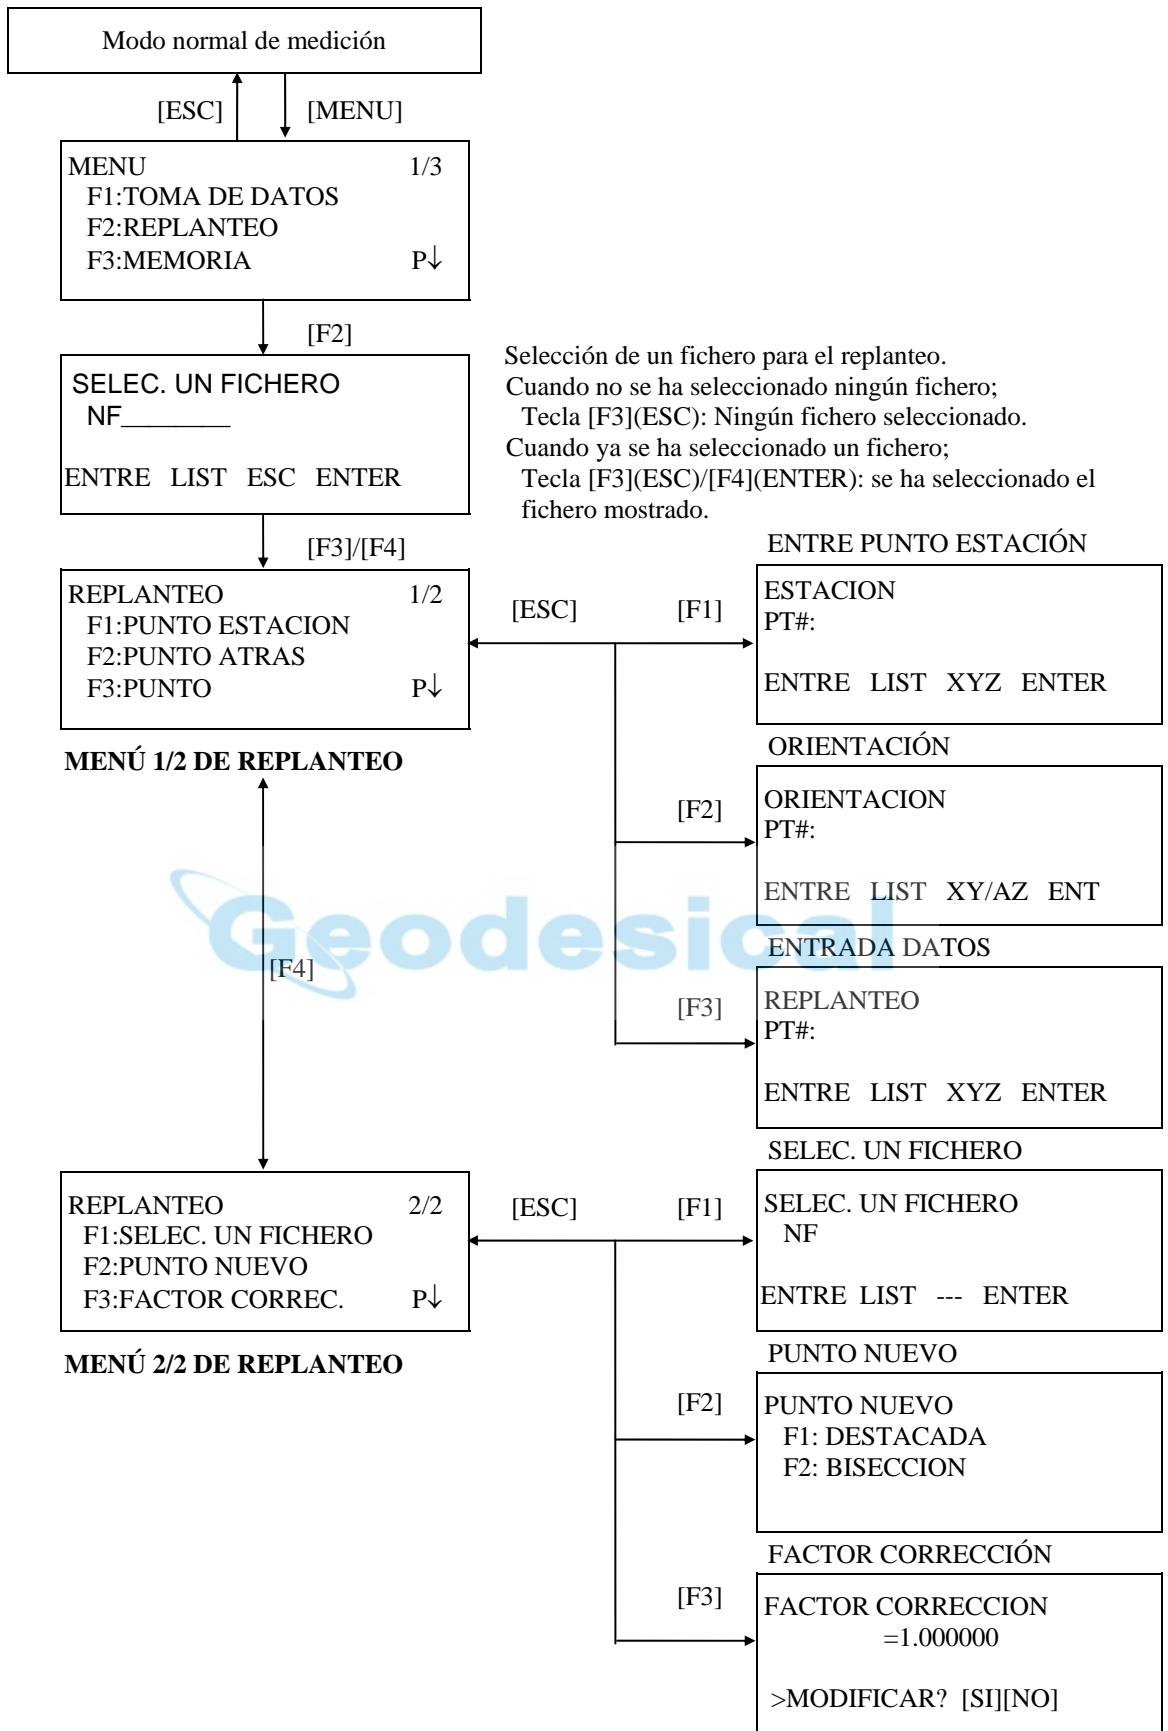 Modo normal de medición
[ESC] [MENU]
MENU 1/3
F1:TOMA DE DATOS
F2:REPLANTEO
F3:MEMORIA P↓
[F2]
SELEC. UN FICHERO
NF________
ENTRE LIST ESC ENTER
Selección de un fichero para el replanteo.
Cuando no se ha seleccionado ningún fichero;
Tecla [F3](ESC): Ningún fichero seleccionado.
Cuando ya se ha seleccionado un fichero;
Tecla [F3](ESC)/[F4](ENTER): se ha seleccionado el
fichero mostrado.
[F3]/[F4]
REPLANTEO 1/2
F1:PUNTO ESTACION
F2:PUNTO ATRAS
F3:PUNTO P↓
MENÚ 1/2 DE REPLANTEO
[ESC] [F1]
ENTRE PUNTO ESTACIÓN
ESTACION
PT#:
ENTRE LIST XYZ ENTER
ORIENTACIÓN
[F2]
ORIENTACION
PT#:
ENTRE LIST XY/AZ ENT
Geodesical
ENTRADA DATOS
[F4]
[F3]
REPLANTEO
PT#:
ENTRE LIST XYZ ENTER
REPLANTEO 2/2
F1:SELEC. UN FICHERO
F2:PUNTO NUEVO
F3:FACTOR CORREC. P↓
MENÚ 2/2 DE REPLANTEO
[ESC] [F1]
SELEC. UN FICHERO
SELEC. UN FICHERO
NF
ENTRE LIST --- ENTER
PUNTO NUEVO
[F2]
PUNTO NUEVO
F1: DESTACADA
F2: BISECCION
FACTOR CORRECCIÓN
[F3]
FACTOR CORRECCION
=1.000000
>MODIFICAR? [SI][NO]